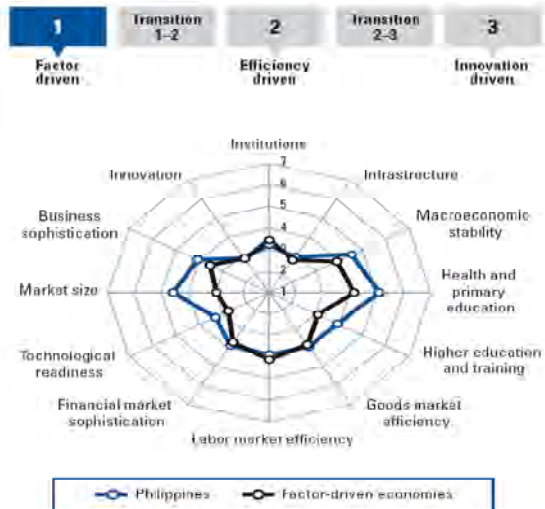 1
Transition
1–2
2
Transition
2–3
3
Factor
driven
Efficiency
driven
Innovation
driven
Institutions
7
Innovation
Infrastructure
6
5
Business
sophistication
Macroeconomic
stability
4
3
2
Market size
1
Health and
primary
education
Technological
readiness
Higher education
and training
Financial market
sophistication
Goods market
efficiency
Labor market efficiency
Philippines
Factor-driven economies